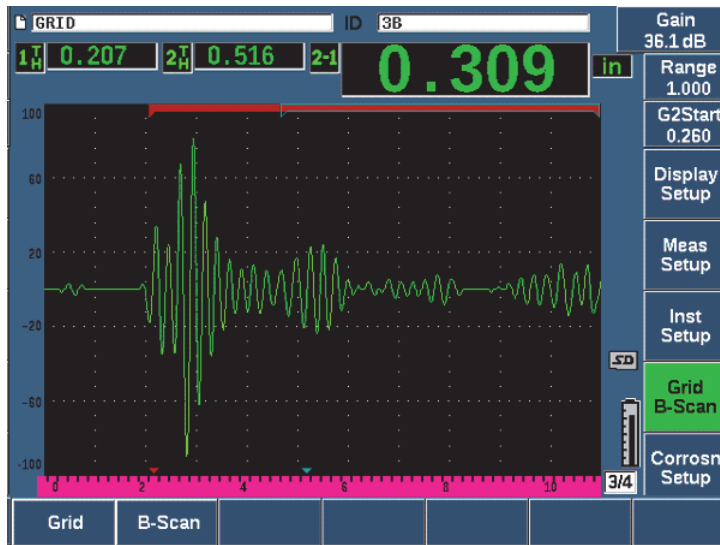 GRID ID 3B
Gain
36.1 dB
1TH 0.207 2TH 0.516 2-1 0.309 in
Range
1.000
G2Start
0.260
Display
Setup
Meas
Setup
Inst
Setup
SD
Grid
B-Scan
Corrosn
Setup
100
60
20
-20
-60
-100
0 2 4 6 8 10
3/4
Grid B-Scan